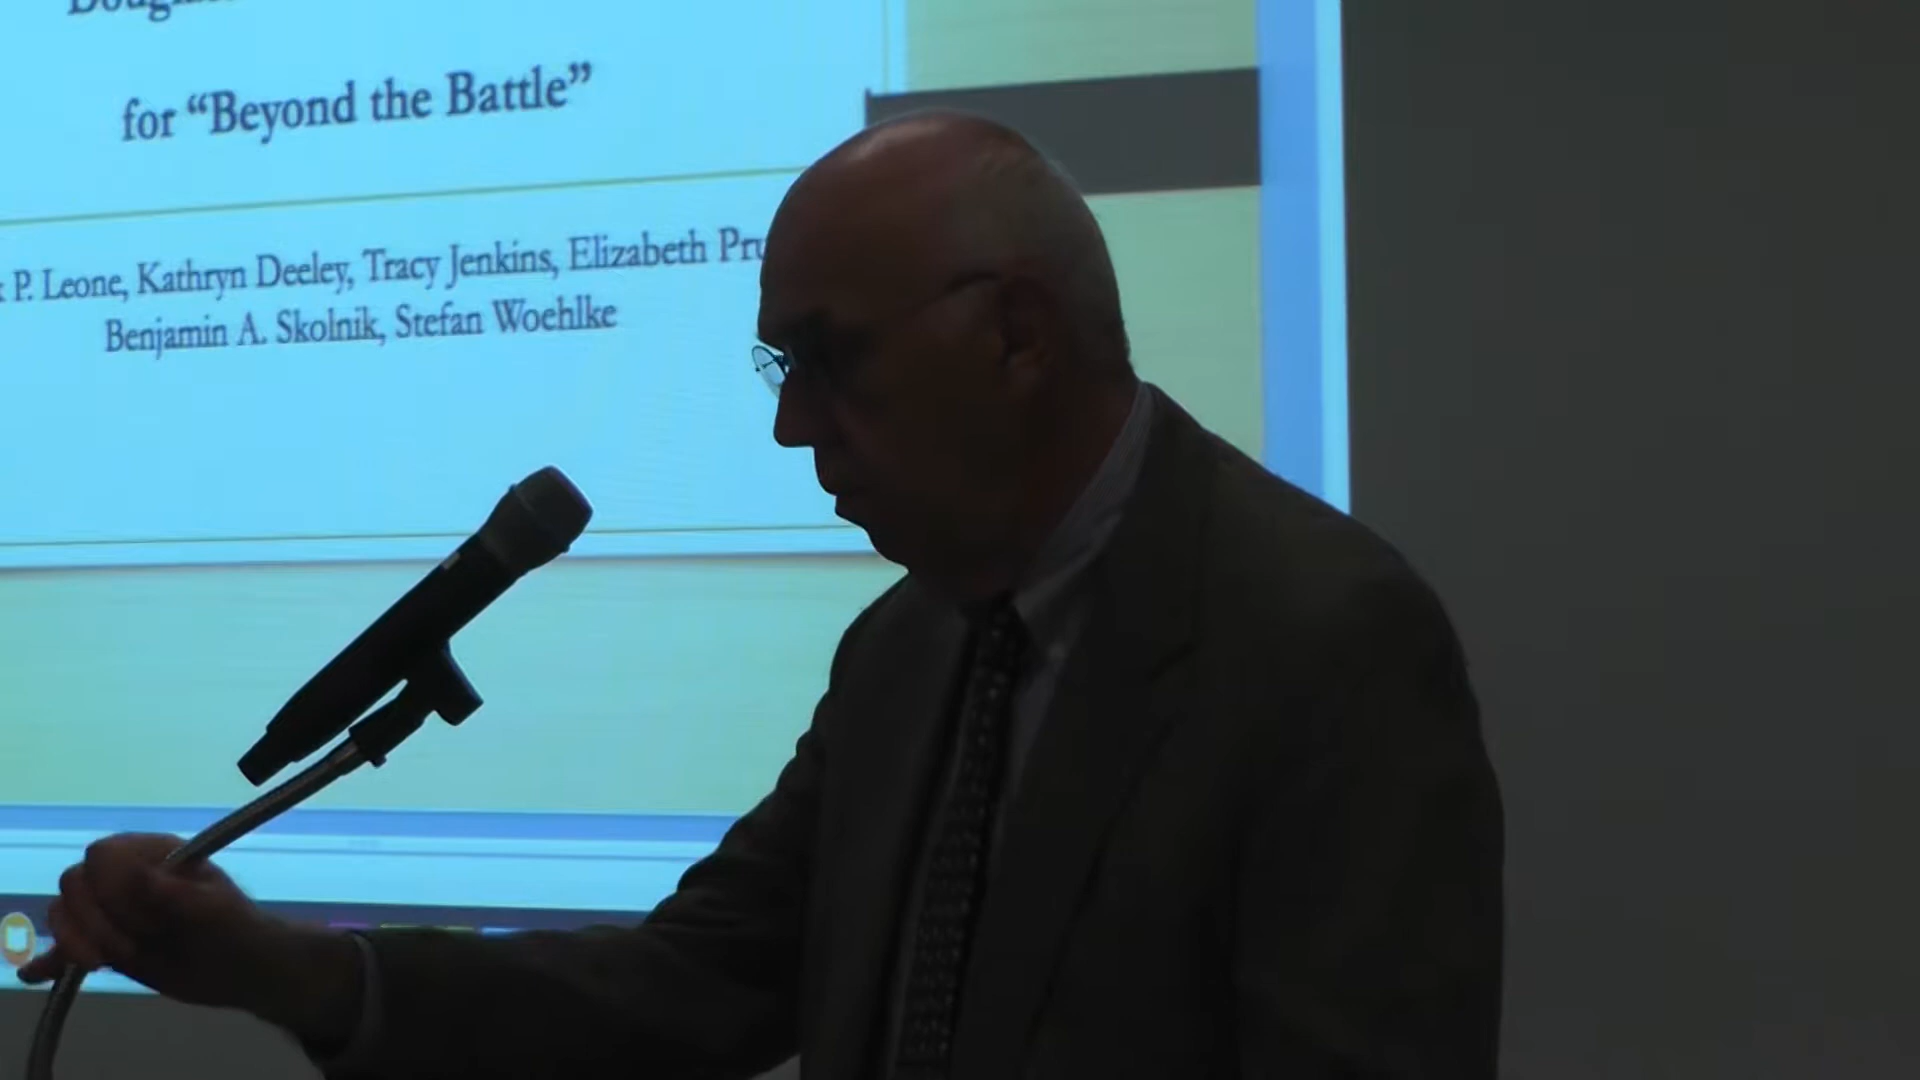 for “Beyond the Battle”
P. Leone, Kathryn Deeley, Tracy Jenkins, Elizabeth
Benjamin A. Skolnik, Stefan Woehlke